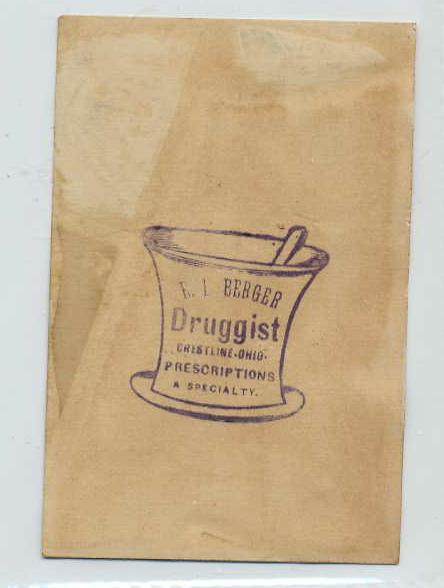 E. I. BERGER
Druggist
CRESTLINE-OHIO-
PRESCRIPTIONS
A SPECIALTY.